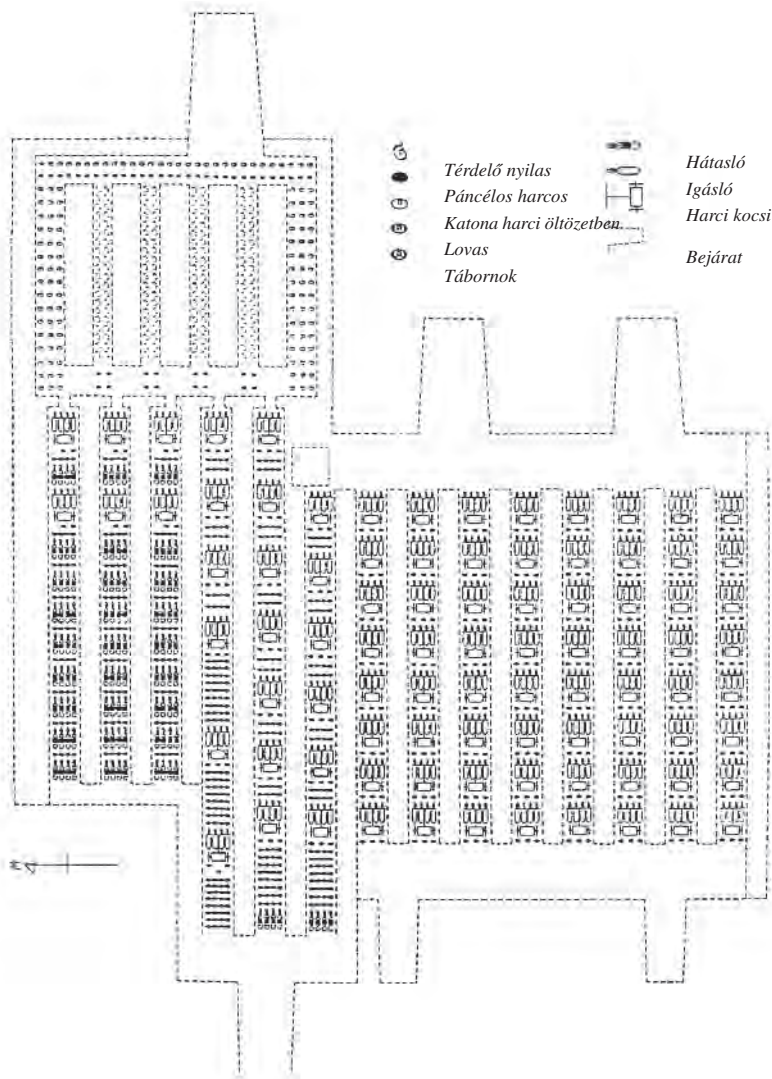 Térdelő nyilas
Páncélos harcos
Katona harci öltözetben
Lovas
Tábornok
Hátasló
Igásló
Harci kocsi
Bejárat